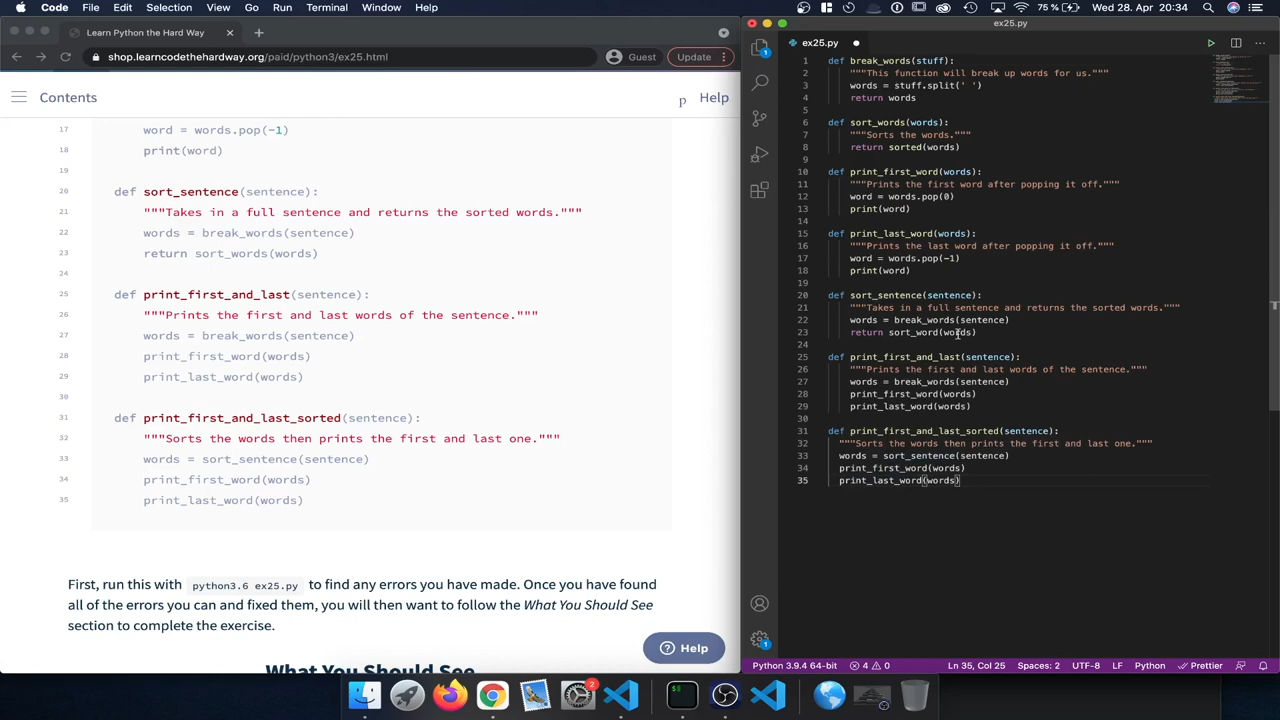 Code File Edit Selection View Go Run Terminal Window Help 75 % Wed 28. Apr 20:34
Learn Python the Hard Way
shop.learncodethehardway.org/paid/python3/ex25.html Guest Update
Contents p Help
17 word = words.pop(-1)
18 print(word)
19
20 def sort_sentence(sentence):
21 """Takes in a full sentence and returns the sorted words."""
22 words = break_words(sentence)
23 return sort_words(words)
24
25 def print_first_and_last(sentence):
26 """Prints the first and last words of the sentence."""
27 words = break_words(sentence)
28 print_first_word(words)
29 print_last_word(words)
30
31 def print_first_and_last_sorted(sentence):
32 """Sorts the words then prints the first and last one."""
33 words = sort_sentence(sentence)
34 print_first_word(words)
35 print_last_word(words)
First, run this with python3.6 ex25.py to find any errors you have made. Once you have found
all of the errors you can and fixed them, you will then want to follow the What You Should See
section to complete the exercise.
Help
What You Should See
ex25.py
ex25.py
1 def break_words(stuff):
2 """This function will break up words for us."""
3 words = stuff.split(' ')
4 return words
5
6 def sort_words(words):
7 """Sorts the words."""
8 return sorted(words)
9
10 def print_first_word(words):
11 """Prints the first word after popping it off."""
12 word = words.pop(0)
13 print(word)
14
15 def print_last_word(words):
16 """Prints the last word after popping it off."""
17 word = words.pop(-1)
18 print(word)
19
20 def sort_sentence(sentence):
21 """Takes in a full sentence and returns the sorted words."""
22 words = break_words(sentence)
23 return sort_word(words)
24
25 def print_first_and_last(sentence):
26 """Prints the first and last words of the sentence."""
27 words = break_words(sentence)
28 print_first_word(words)
29 print_last_word(words)
30
31 def print_first_and_last_sorted(sentence):
32 """Sorts the words then prints the first and last one."""
33 words = sort_sentence(sentence)
34 print_first_word(words)
35 print_last_word(words)
1
1
Python 3.9.4 64-bit 4 0 Ln 35, Col 25 Spaces: 2 UTF-8 LF Python Prettier
2